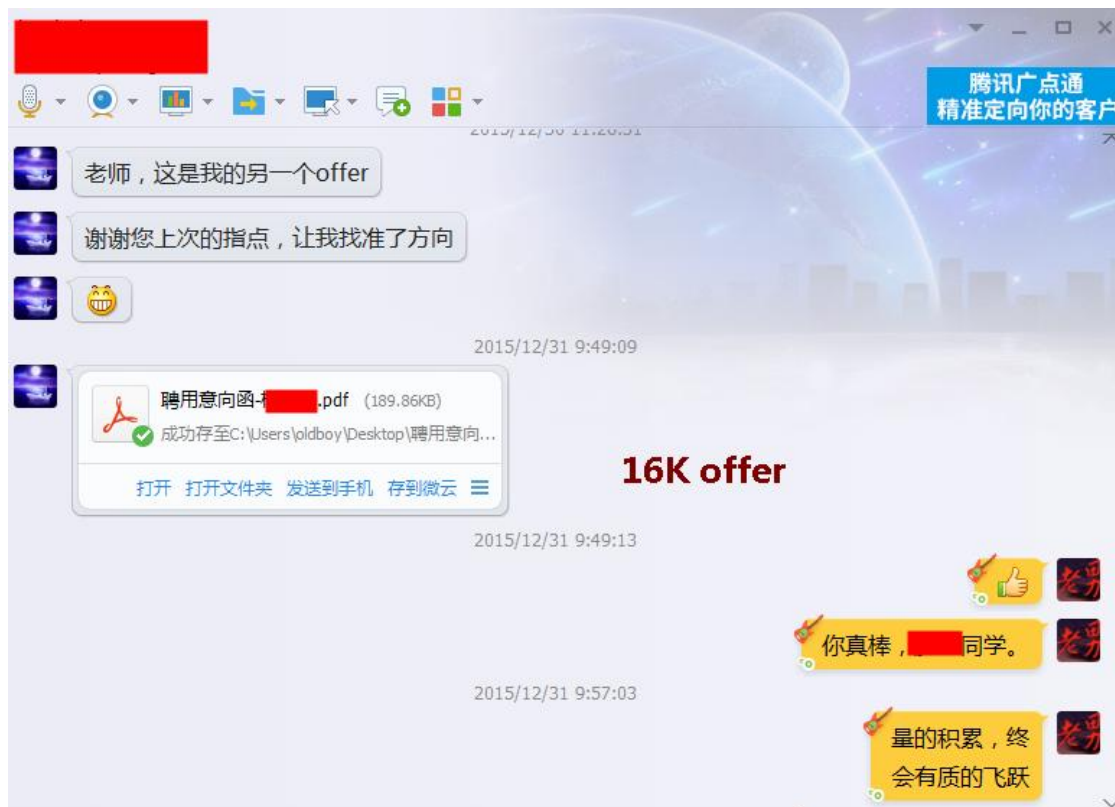 腾讯广点通
精准定向你的客户
老师，这是我的另一个offer
谢谢您上次的指点，让我找准了方向
2015/12/31 9:49:09
聘用意向函- .pdf (189.86KB)
成功存至C:\Users\oldboy\Desktop\聘用意向...
打开 打开文件夹 发送到手机 存到微云
16K offer
2015/12/31 9:49:13
你真棒， 同学。
2015/12/31 9:57:03
量的积累，终
会有质的飞跃